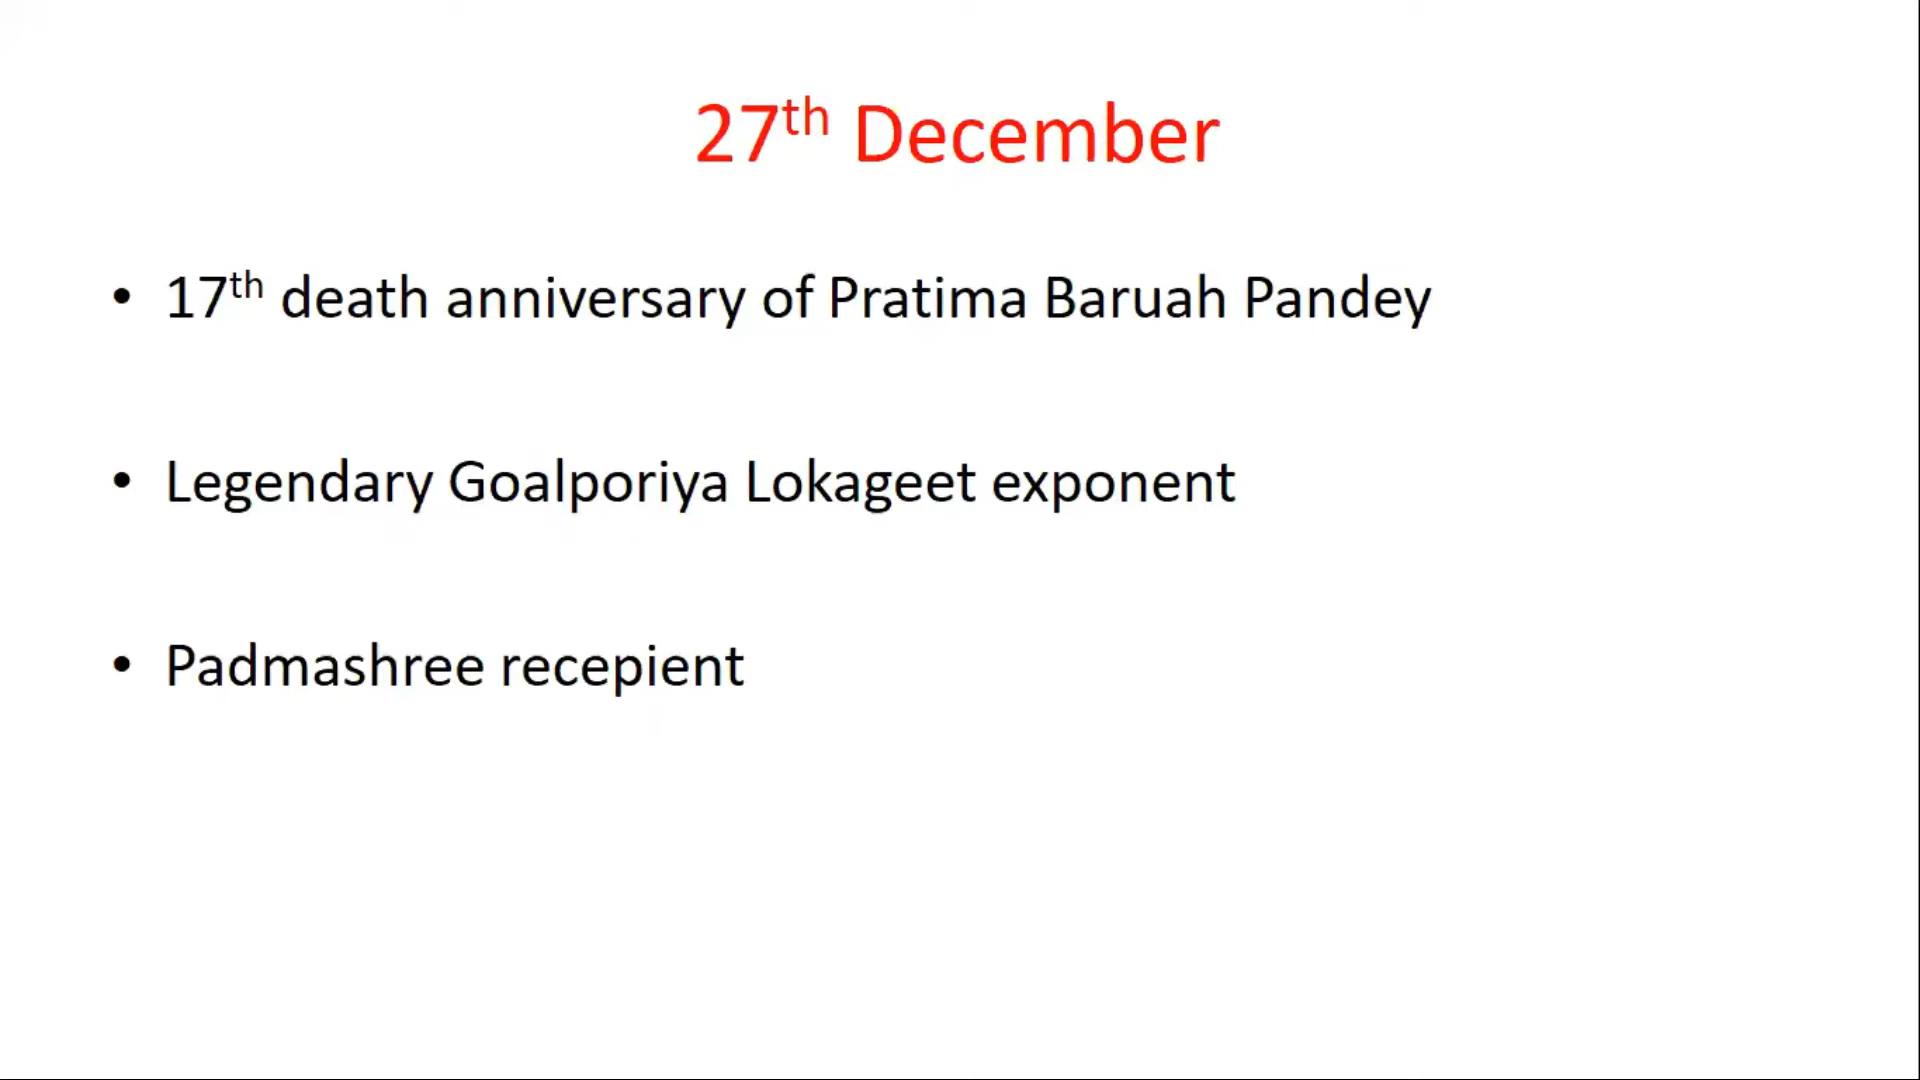 27th December
• 17th death anniversary of Pratima Baruah Pandey
• Legendary Goalporiya Lokageet exponent
• Padmashree recepient